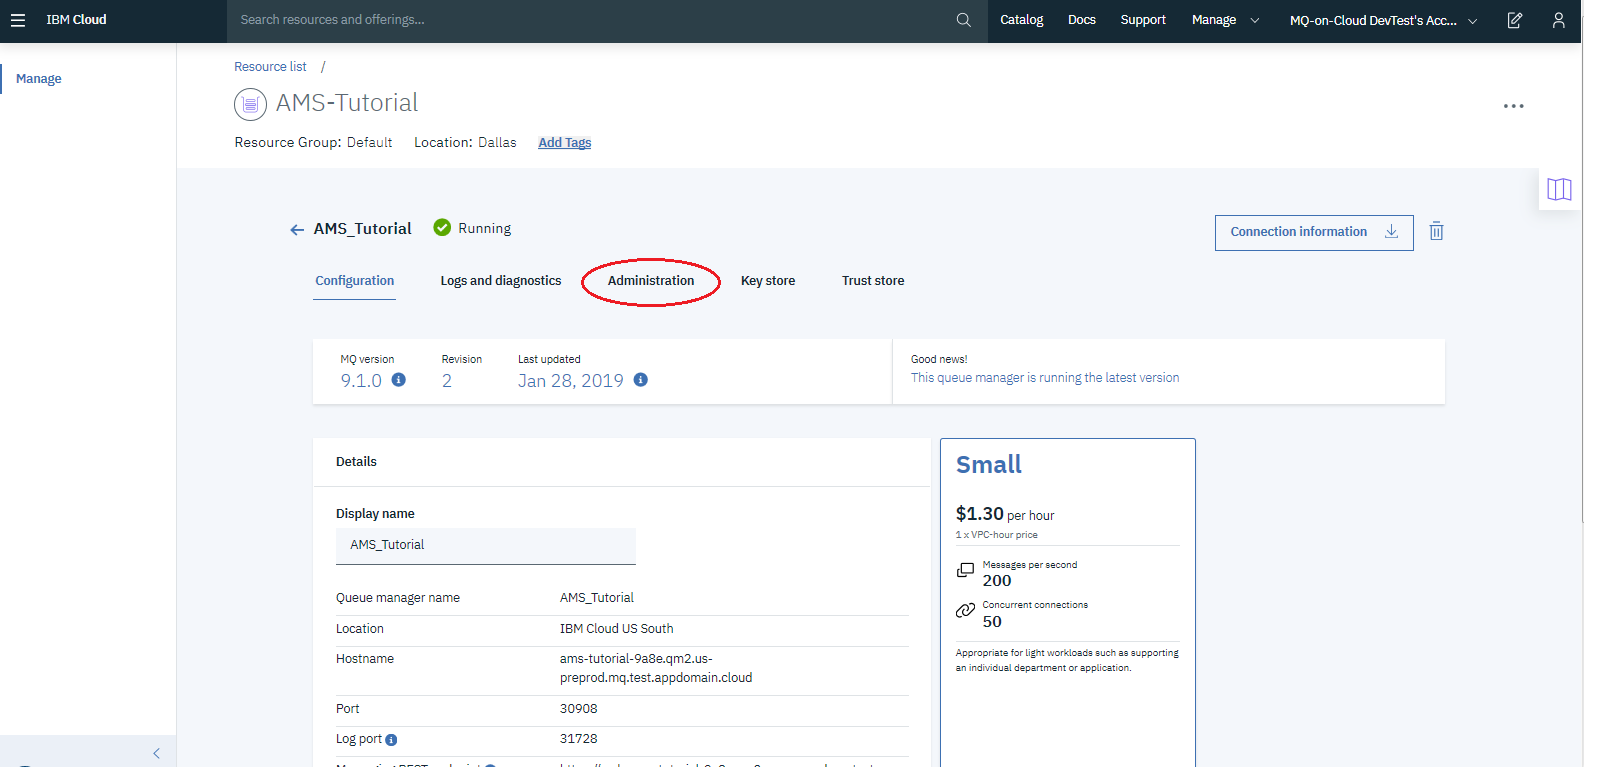 IBM Cloud
Search resources and offerings...
Catalog Docs Support Manage MQ-on-Cloud DevTest's Acc...
Manage
Resource list /
AMS-Tutorial
Resource Group: Default Location: Dallas Add Tags
AMS_Tutorial Running
Connection information
Configuration Logs and diagnostics Administration Key store Trust store
MQ version Revision Last updated
9.1.0 2 Jan 28, 2019
Good news!
This queue manager is running the latest version
Details
Display name
AMS_Tutorial
Queue manager name AMS_Tutorial
Location IBM Cloud US South
Hostname ams-tutorial-9a8e.qm2.us-
preprod.mq.test.appdomain.cloud
Port 30908
Log port 31728
Small
$1.30 per hour
1 x VPC-hour price
Messages per second
200
Concurrent connections
50
Appropriate for light workloads such as supporting
an individual department or application.